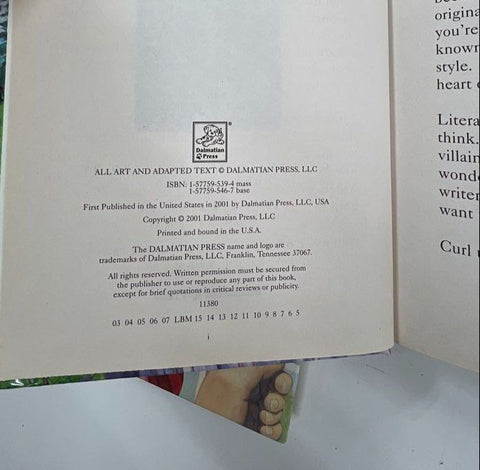 Dalmatian
Press
®
ALL ART AND ADAPTED TEXT © DALMATIAN PRESS, LLC
ISBN: 1-57759-539-4 mass
1-57759-546-7 base
First Published in the United States in 2001 by Dalmatian Press, LLC, USA
Copyright © 2001 Dalmatian Press, LLC
Printed and bound in the U.S.A.
The DALMATIAN PRESS name and logo are
trademarks of Dalmatian Press, LLC, Franklin, Tennessee 37067.
All rights reserved. Written permission must be secured from
the publisher to use or reproduce any part of this book,
except for brief quotations in critical reviews or publicity.
11380
03 04 05 06 07 LBM 15 14 13 12 11 10 9 8 7 6 5
i
origina
you're
known
style.
heart
Litera
think.
villain
wond
writer
want
Curl